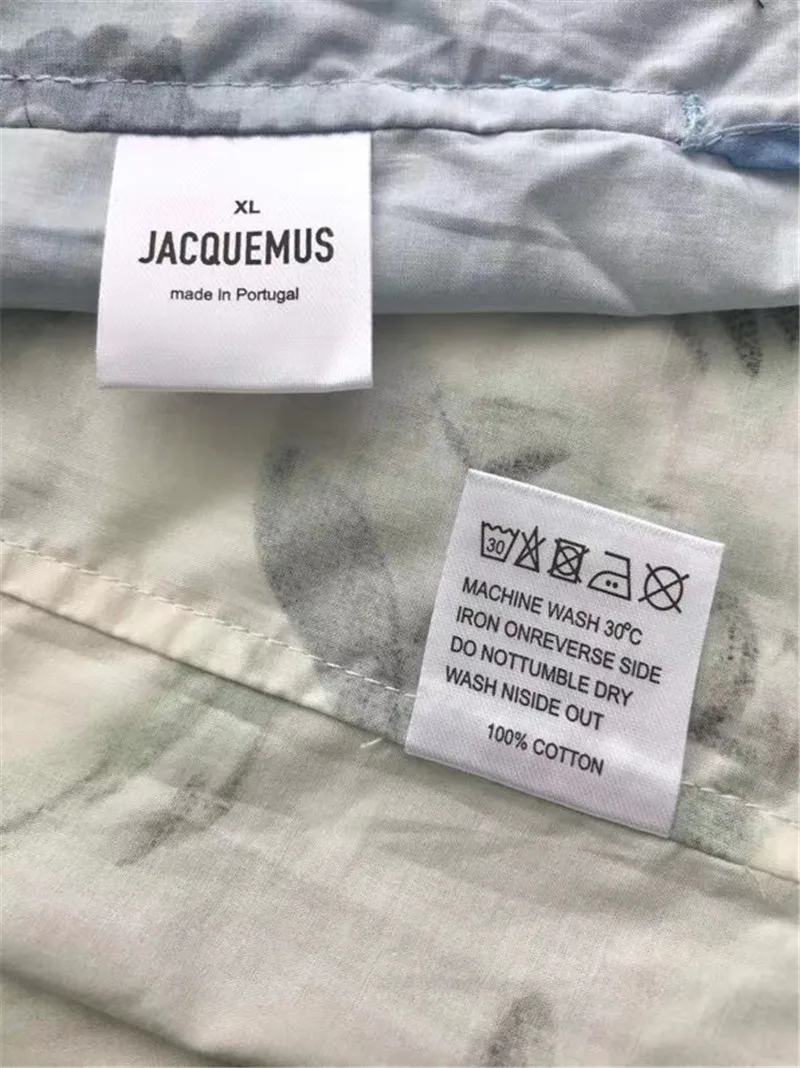 XL
JACQUEMUS
made In Portugal
30
MACHINE WASH 30°C
IRON ONREVERSE SIDE
DO NOTTUMBLE DRY
WASH NISIDE OUT
100% COTTON